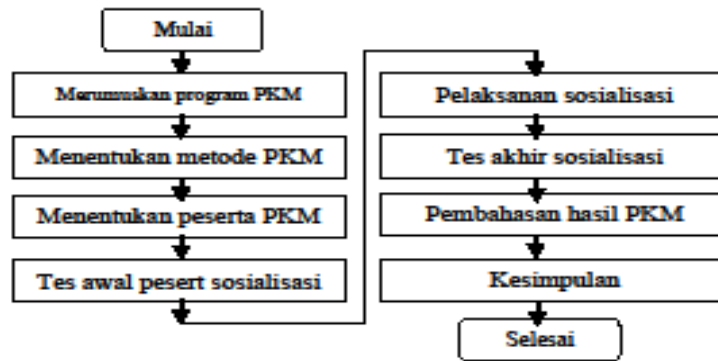 Mulai
Merumuskan program PKM
Menentukan metode PKM
Menentukan peserta PKM
Tes awal pesert sosialisasi
Pelaksanan sosialisasi
Tes akhir sosialisasi
Pembahasan hasil PKM
Kesimpulan
Selesai